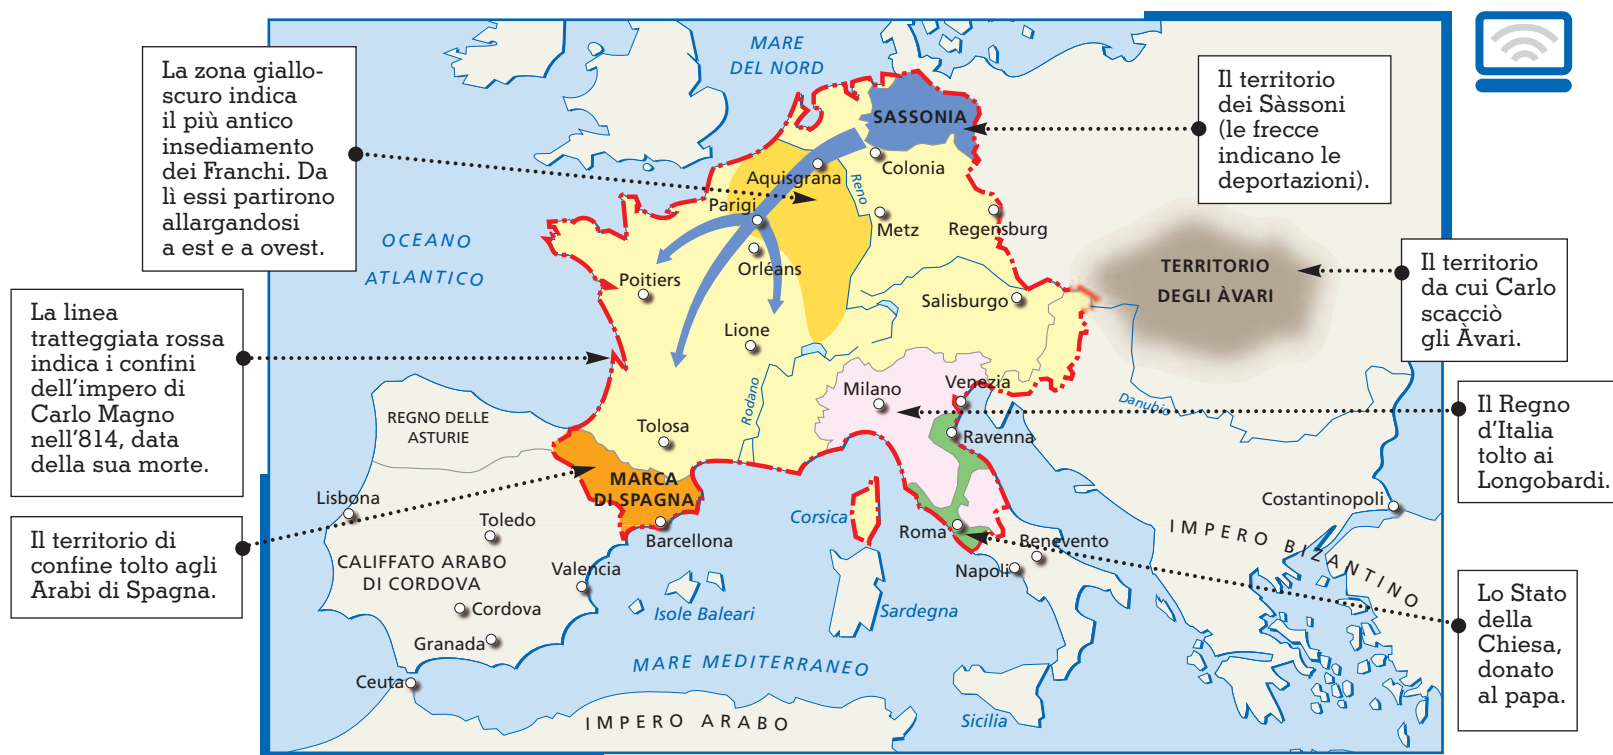 La zona giallo-
scuro indica
il più antico
insediamento
dei Franchi. Da
lì essi partirono
allargandosi
a est e a ovest.
La linea
tratteggiata rossa
indica i confini
dell'impero di
Carlo Magno
nell'814, data
della sua morte.
Il territorio di
confine tolto agli
Arabi di Spagna.
MARE
DEL NORD
OCEANO
ATLANTICO
SASSONIA
Colonia
Aquisgrana
Reno
Parigi
Metz
Regensburg
Orléans
Poitiers
Salisburgo
Lione
TERRITORIO
DEGLI ÀVARI
Milano
Venezia
Rodano
Danubio
REGNO DELLE
ASTURIE
Tolosa
Ravenna
MARCA
DI SPAGNA
Lisbona
Toledo
Barcellona
Corsica
Roma
Benevento
Napoli
Costantinopoli
IMPERO BIZANTINO
CALIFFATO ARABO
DI CORDOVA
Valencia
Cordova
Granada
Isole Baleari
Sardegna
MARE MEDITERRANEO
Ceuta
IMPERO ARABO
Sicilia
Il territorio
dei Sàssoni
(le frecce
indicano le
deportazioni).
Il territorio
da cui Carlo
scacciò
gli Àvari.
Il Regno
d'Italia
tolto ai
Longobardi.
Lo Stato
della
Chiesa,
donato
al papa.